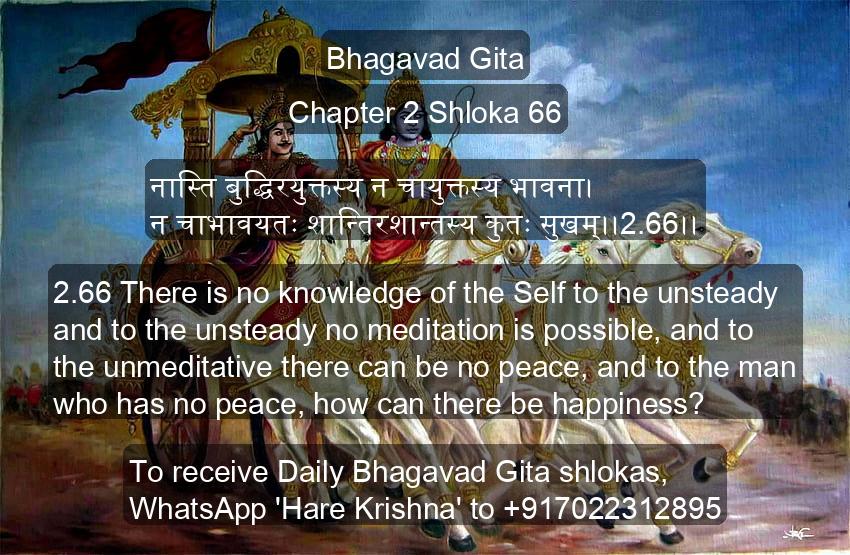 Bhagavad Gita
Chapter 2 Shloka 66
नास्ति बुद्धिरयुक्तस्य न चायुक्तस्य भावना।
न चाभावयतः शान्तिरशान्तस्य कुतः सुखम्।।2.66।।
2.66 There is no knowledge of the Self to the unsteady
and to the unsteady no meditation is possible, and to
the unmeditative there can be no peace, and to the man
who has no peace, how can there be happiness?
To receive Daily Bhagavad Gita shlokas,
WhatsApp 'Hare Krishna' to +917022312895